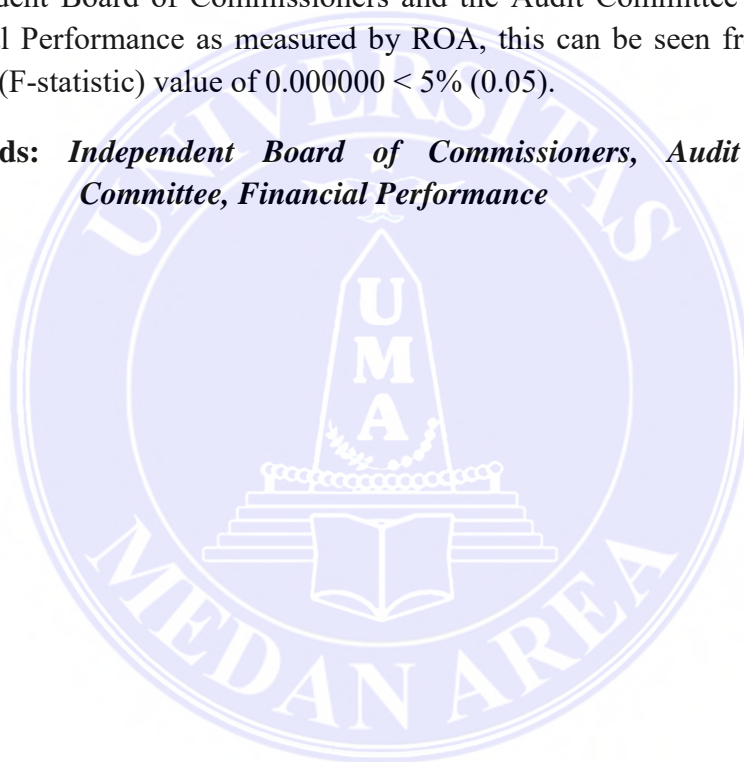 dent Board of Commissioners and the Audit Committee
l Performance as measured by ROA, this can be seen fr
(F-statistic) value of 0.000000 < 5% (0.05).
ds: Independent Board of Commissioners, Audit
Committee, Financial Performance
UNIVERSITAS
UMA
MEDAN AREA